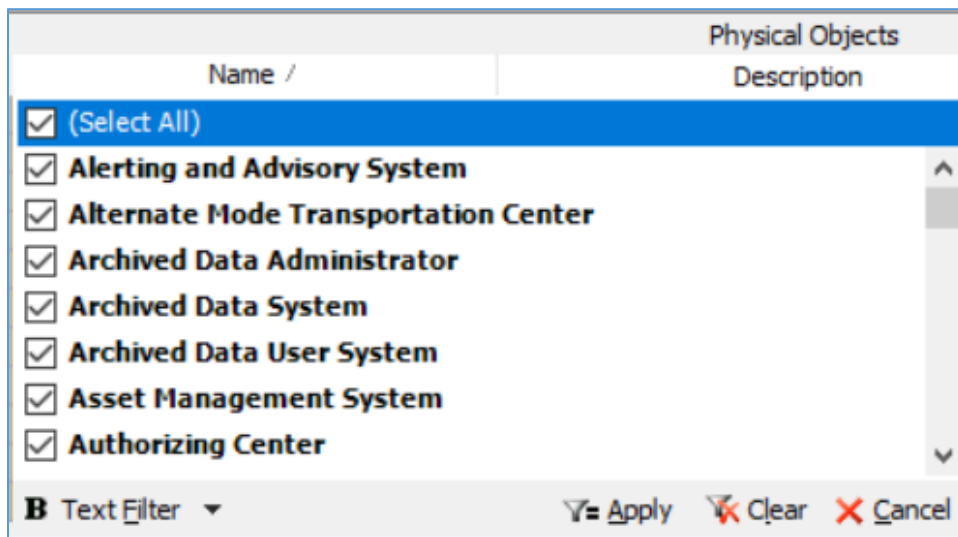 Physical Objects
Name / Description
(Select All)
Alerting and Advisory System
Alternate Mode Transportation Center
Archived Data Administrator
Archived Data System
Archived Data User System
Asset Management System
Authorizing Center
B Text Filter Apply Clear Cancel